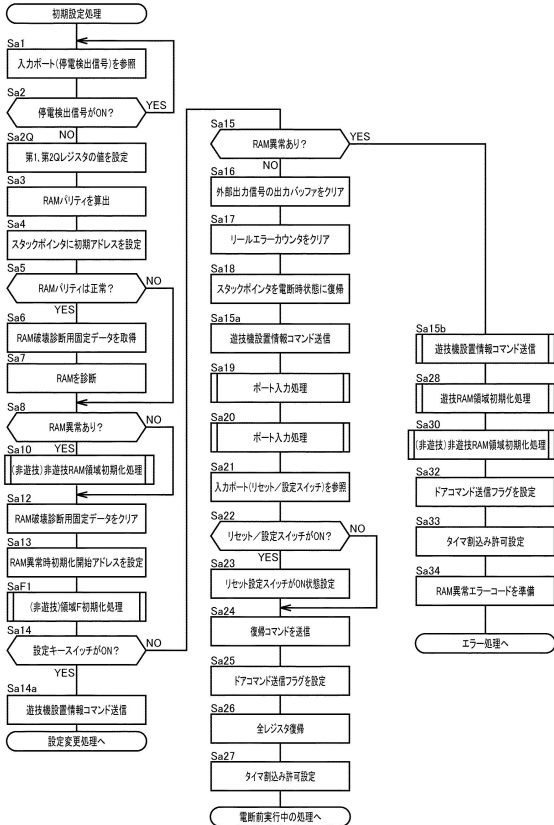 初期設定処理
Sa1
入力ポート(停電検出信号)を参照
Sa2
停電検出信号がON?
YES
NO
Sa2Q
第1、第2Qレジスタの値を設定
Sa3
RAMパリティを算出
Sa4
スタックポインタに初期アドレスを設定
Sa5
RAMパリティは正常?
NO
YES
Sa6
RAM破壊診断用固定データを取得
Sa7
RAMを診断
Sa8
RAM異常あり?
NO
YES
Sa10
(非遊技)非遊技RAM領域初期化処理
Sa12
RAM破壊診断用固定データをクリア
Sa13
RAM異常時初期化開始アドレスを設定
SaF1
(非遊技)領域F初期化処理
Sa14
設定キースイッチがON?
NO
YES
Sa14a
遊技機設置情報コマンド送信
設定変更処理へ
Sa15
RAM異常あり?
YES
NO
Sa16
外部出力信号の出力バッファをクリア
Sa17
リールエラーカウンタをクリア
Sa18
スタックポインタを電断時状態に復帰
Sa15a
遊技機設置情報コマンド送信
Sa19
ポート入力処理
Sa20
ポート入力処理
Sa21
入力ポート(リセット/設定スイッチ)を参照
Sa22
リセット/設定スイッチがON?
NO
YES
Sa23
リセット設定スイッチがON状態設定
Sa24
復帰コマンドを送信
Sa25
ドアコマンド送信フラグを設定
Sa26
全レジスタ復帰
Sa27
タイマ割込み許可設定
電断前実行中の処理へ
Sa15b
遊技機設置情報コマンド送信
Sa28
遊技RAM領域初期化処理
Sa30
(非遊技)非遊技RAM領域初期化処理
Sa32
ドアコマンド送信フラグを設定
Sa33
タイマ割込み許可設定
Sa34
RAM異常エラーコードを準備
エラー処理へ